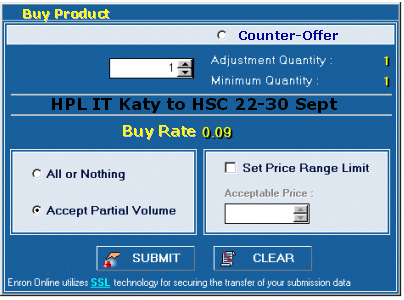 Buy Product
Counter-Offer
1
Adjustment Quantity : 1
Minimum Quantity : 1
HPL IT Katy to HSC 22-30 Sept
Buy Rate 0.09
All or Nothing
Set Price Range Limit
Acceptable Price :
Accept Partial Volume
SUBMIT
CLEAR
Enron Online utilizes SSL technology for securing the transfer of your submission data